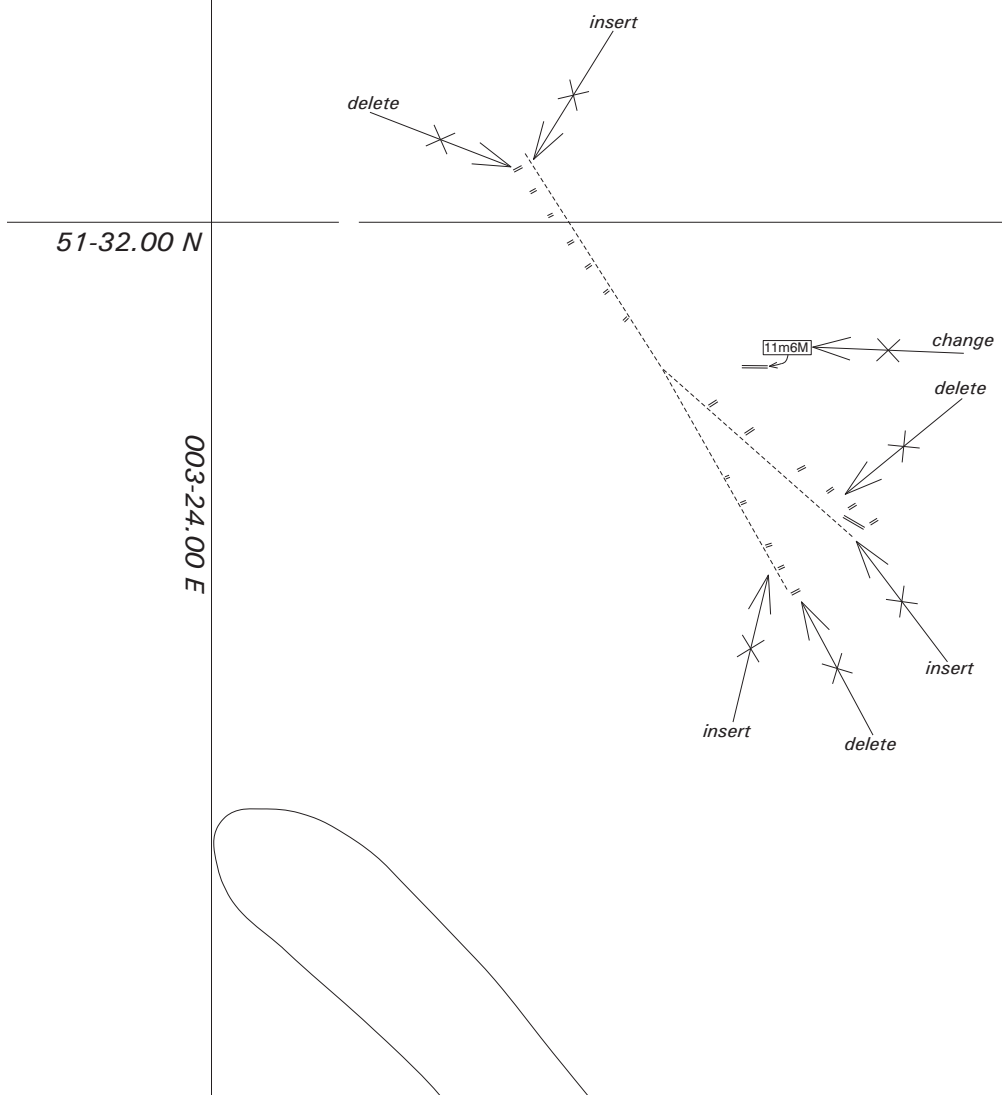 insert
delete
51-32.00 N
11m6M
change
delete
003-24.00 E
insert
insert
delete